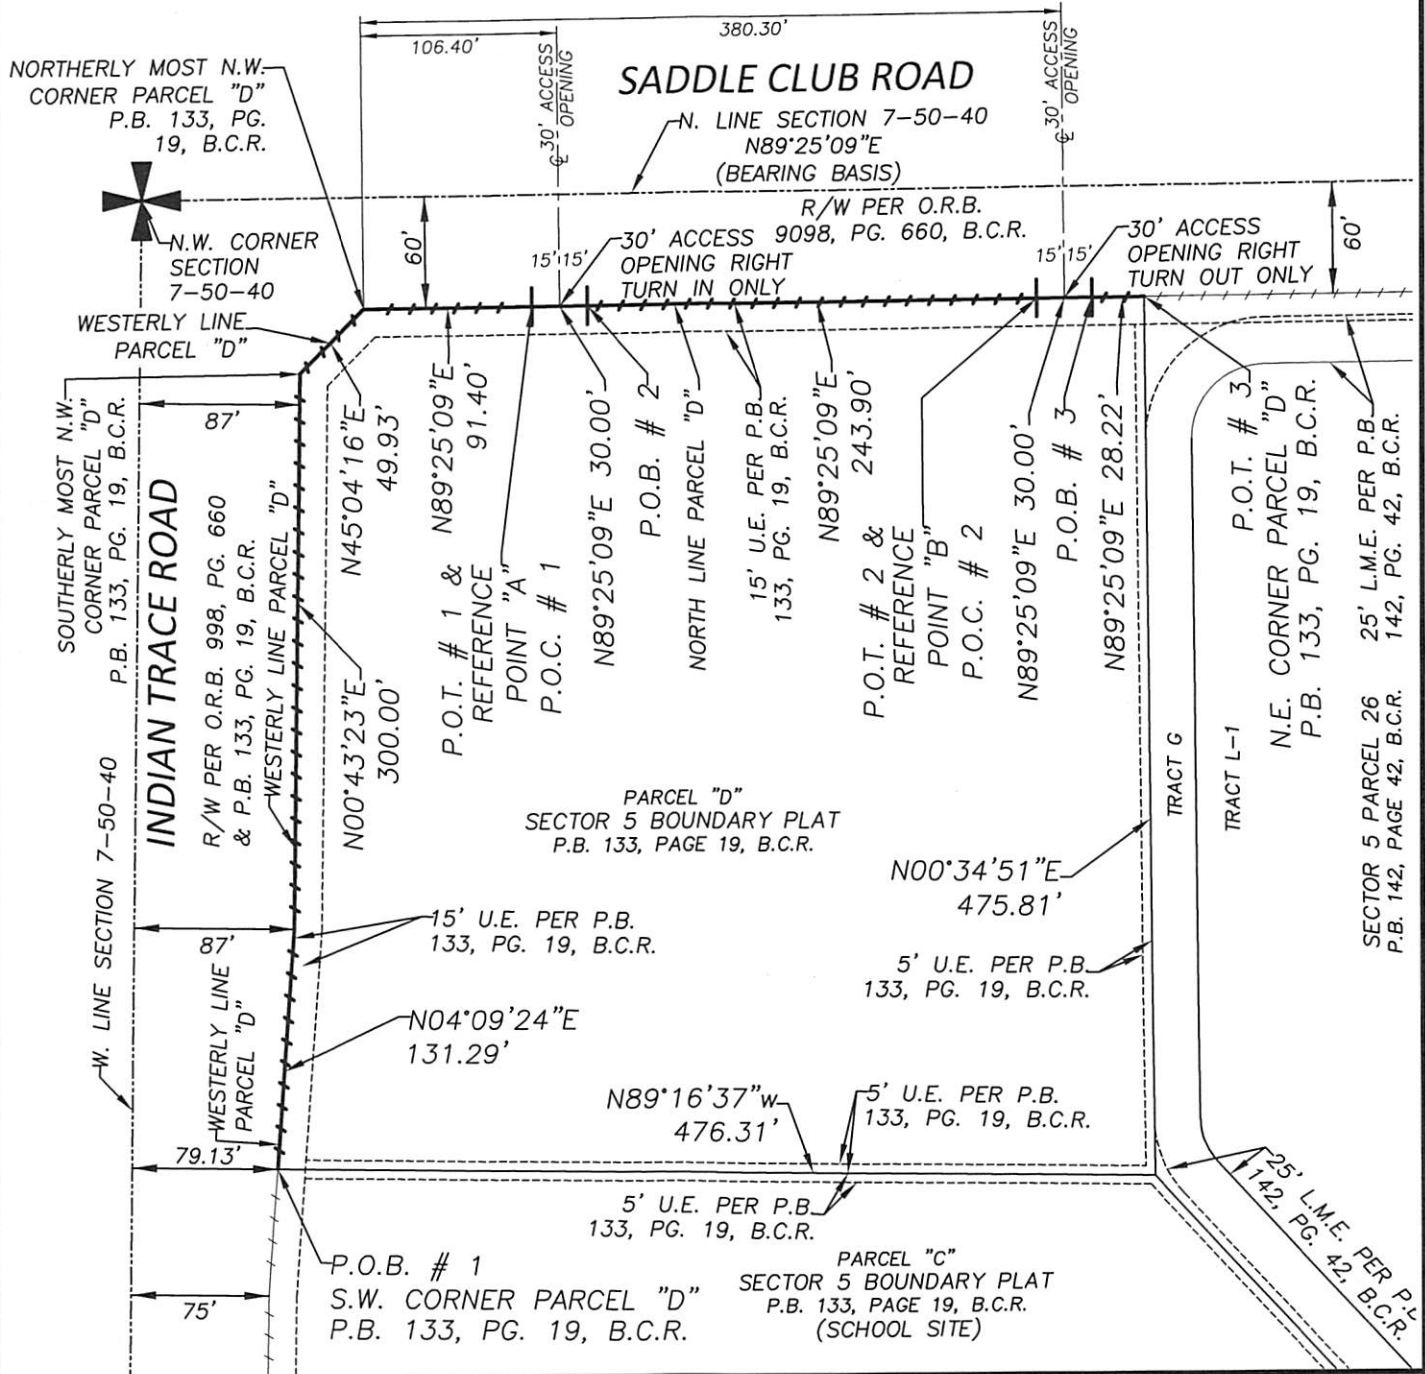 380.30'
106.40'
NORTHERLY MOST N.W.
CORNER PARCEL "D"
P.B. 133, PG.
19, B.C.R.
℄ 30' ACCESS
OPENING
SADDLE CLUB ROAD
N. LINE SECTION 7-50-40
N89°25'09"E
(BEARING BASIS)
℄ 30' ACCESS
OPENING
R/W PER O.R.B.
9098, PG. 660, B.C.R.
N.W. CORNER
SECTION
7-50-40
60'
15' 15'
30' ACCESS
OPENING RIGHT
TURN IN ONLY
15' 15'
30' ACCESS
OPENING RIGHT
TURN OUT ONLY
60'
WESTERLY LINE
PARCEL "D"
87'
SOUTHERLY MOST N.W.
CORNER PARCEL "D"
P.B. 133, PG. 19, B.C.R.
INDIAN TRACE ROAD
R/W PER O.R.B. 998, PG. 660
& P.B. 133, PG. 19, B.C.R.
WESTERLY LINE PARCEL "D"
N45°04'16"E
49.93'
N00°43'23"E
300.00'
N89°25'09"E
91.40'
P.O.T. # 1 &
REFERENCE
POINT "A"
P.O.C. # 1
N89°25'09"E 30.00'
P.O.B. # 2
NORTH LINE PARCEL "D"
15' U.E. PER P.B.
133, PG. 19, B.C.R.
N89°25'09"E
243.90'
P.O.T. # 2 &
REFERENCE
POINT "B"
P.O.C. # 2
N89°25'09"E 30.00'
P.O.B. # 3
N89°25'09"E 28.22'
P.O.T. # 3
N.E. CORNER PARCEL "D"
P.B. 133, PG. 19, B.C.R.
25' L.M.E. PER P.B.
142, PG. 42, B.C.R.
TRACT G
TRACT L-1
SECTOR 5 PARCEL 26
P.B. 142, PAGE 42, B.C.R.
PARCEL "D"
SECTOR 5 BOUNDARY PLAT
P.B. 133, PAGE 19, B.C.R.
N00°34'51"E
475.81'
W. LINE SECTION 7-50-40
87'
15' U.E. PER P.B.
133, PG. 19, B.C.R.
5' U.E. PER P.B.
133, PG. 19, B.C.R.
WESTERLY LINE
PARCEL "D"
N04°09'24"E
131.29'
N89°16'37"w
476.31'
5' U.E. PER P.B.
133, PG. 19, B.C.R.
79.13'
5' U.E. PER P.B.
133, PG. 19, B.C.R.
25' L.M.E. PER
142, PG. 42, B.C.R.
P.O.B. # 1
S.W. CORNER PARCEL "D"
P.B. 133, PG. 19, B.C.R.
75'
PARCEL "C"
SECTOR 5 BOUNDARY PLAT
P.B. 133, PAGE 19, B.C.R.
(SCHOOL SITE)